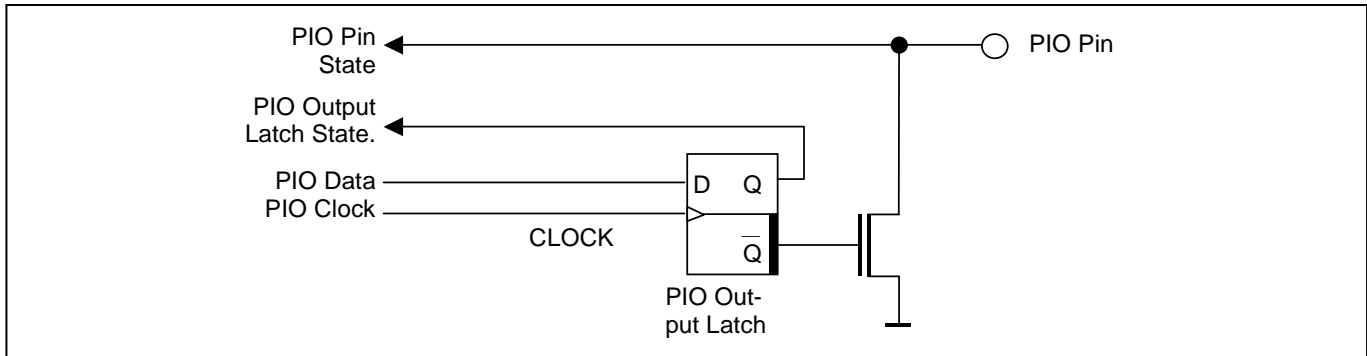 PIO Pin
State
PIO Pin
PIO Output
Latch State.
PIO Data
PIO Clock
D Q
CLOCK
Q̅
PIO Out-
put Latch